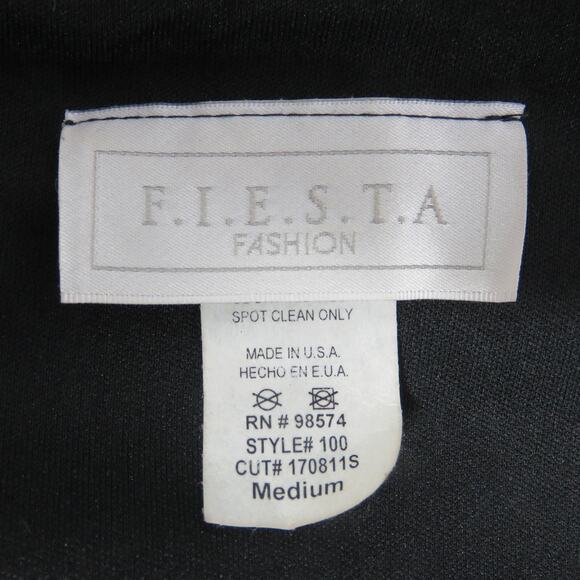 F.I.E.S.T.A
FASHION
SPOT CLEAN ONLY
MADE IN U.S.A.
HECHO EN E.U.A.
RN # 98574
STYLE# 100
CUT# 170811S
Medium